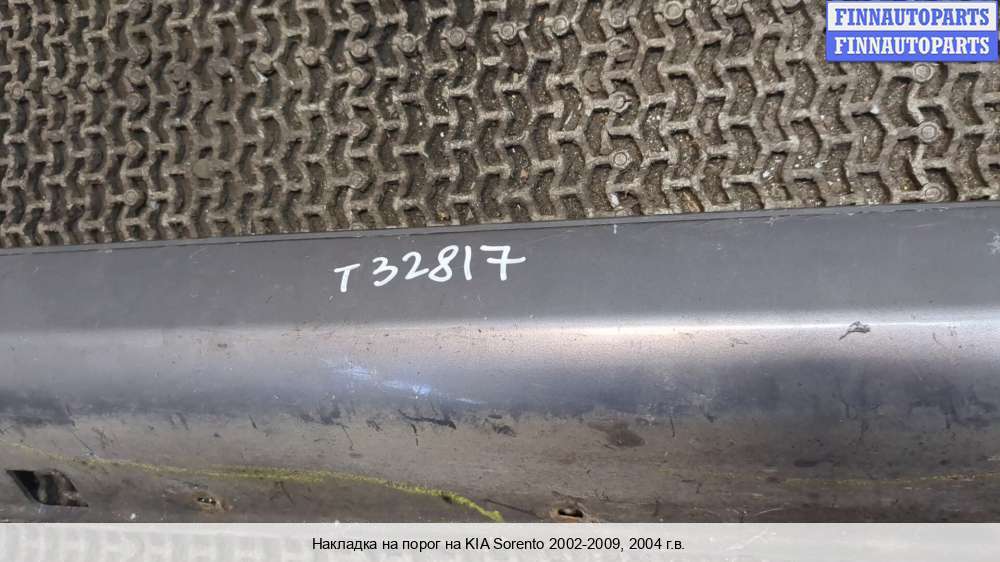 FINNAUTOPARTS
FINNAUTOPARTS
T32817
Накладка на порог на KIA Sorento 2002-2009, 2004 г.в.